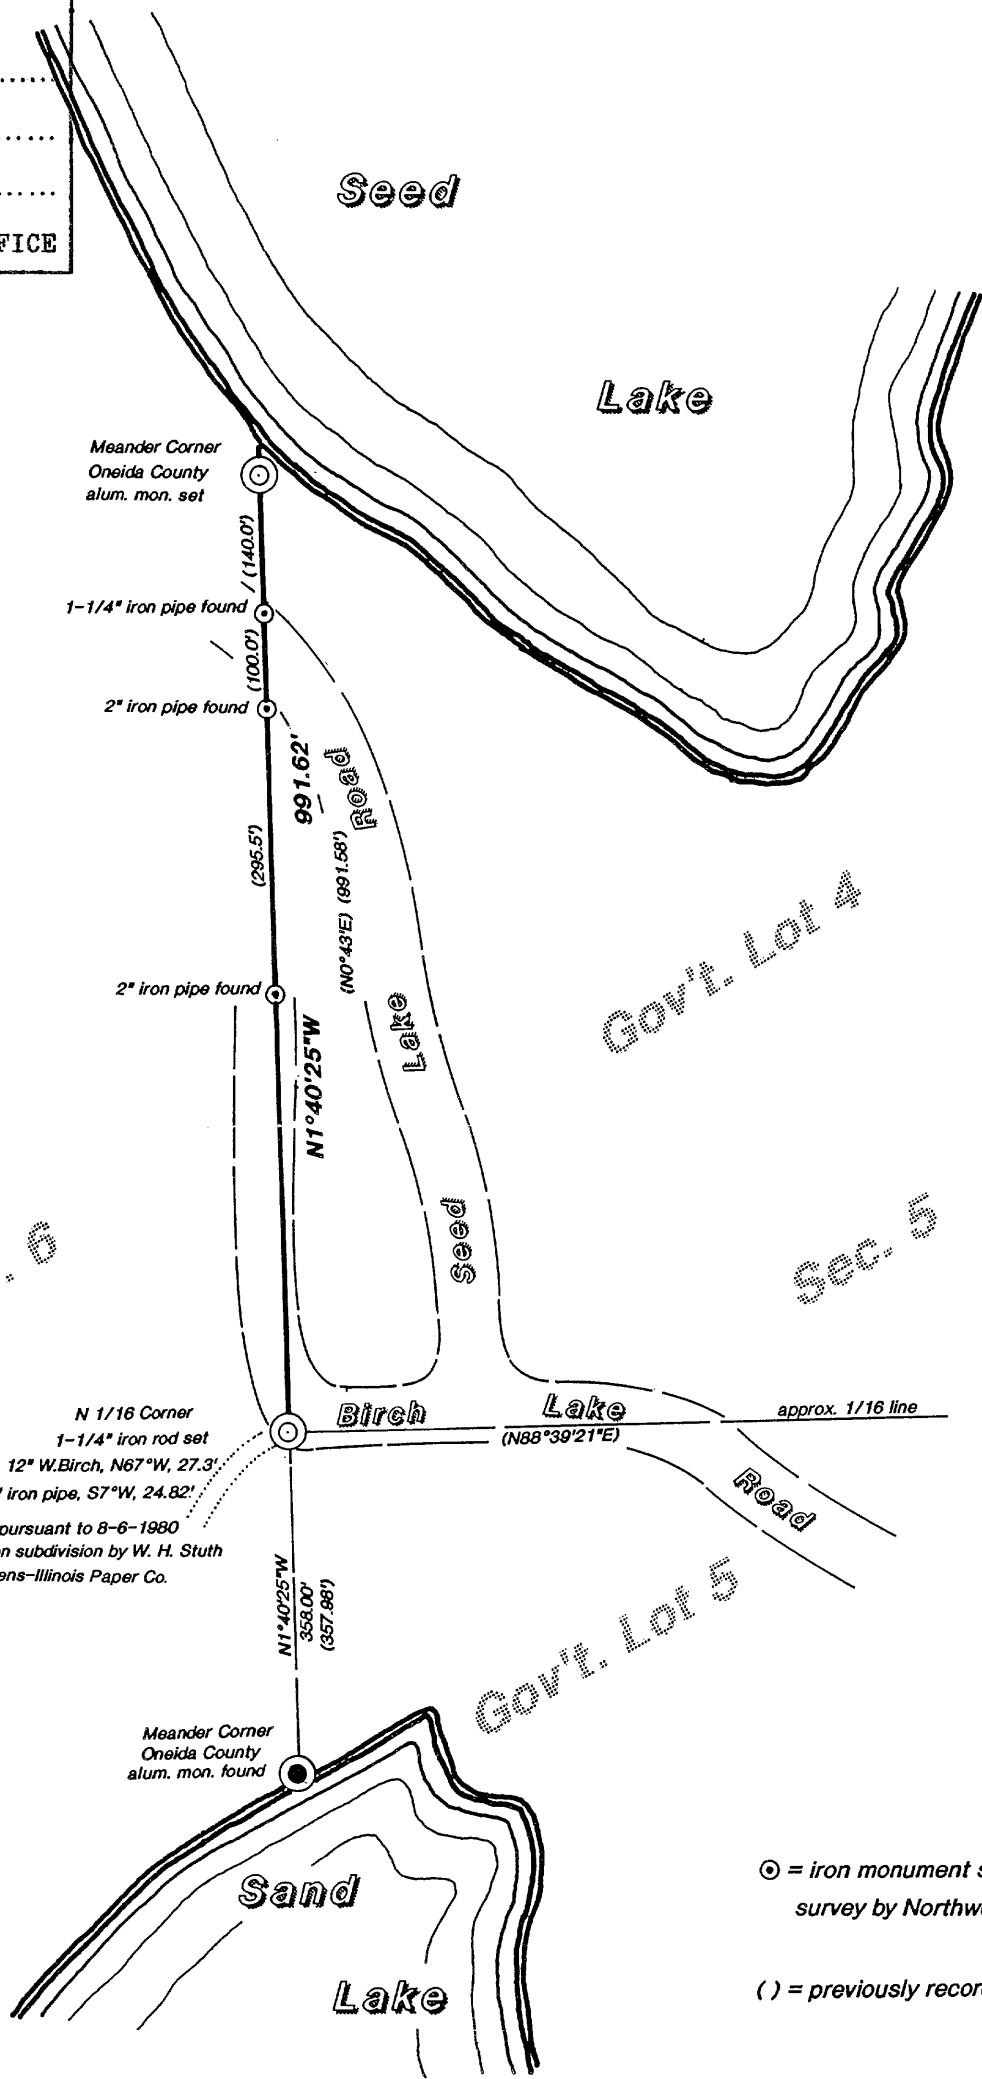 FICE
Seed
Lake
Meander Corner
Oneida County
alum. mon. set
(140.0')
1-1/4" iron pipe found
(100.0')
2" iron pipe found
991.62'
Road
(295.5')
(N0°43'E) (991.58')
Gov't. Lot 4
2" iron pipe found
Lake
N1°40'25"W
Seed
. 6
Sec. 5
N 1/16 Corner
1-1/4" iron rod set
12" W.Birch, N67°W, 27.3'
" iron pipe, S7°W, 24.82'
pursuant to 8-6-1980
on subdivision by W. H. Stuth
ens-Illinois Paper Co.
Birch
Lake
approx. 1/16 line
(N88°39'21"E)
Road
N1°40'25"W
358.00'
(357.98')
Gov't. Lot 5
Meander Corner
Oneida County
alum. mon. found
Sand
Lake
= iron monument s
survey by Northw
( ) = previously recor